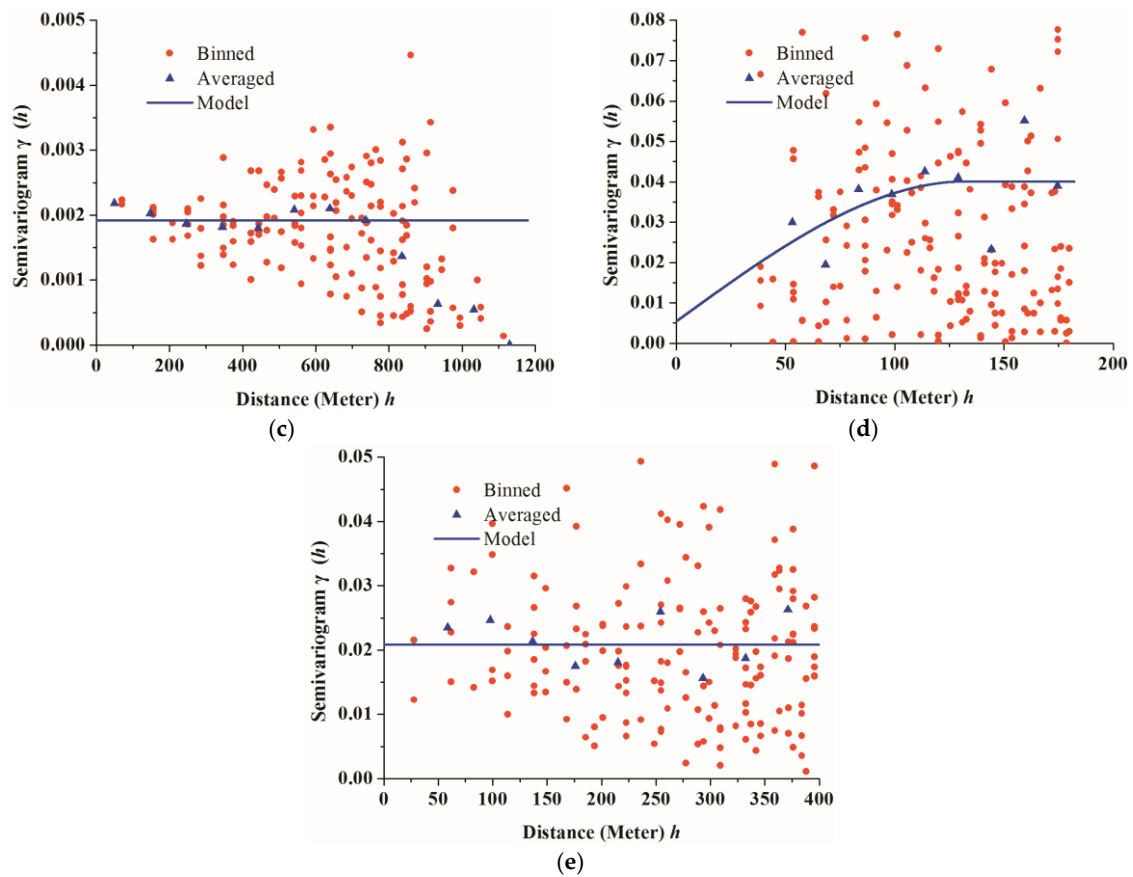 0.005
0.004
0.003
0.002
0.001
0.000
Semivariogram γ (h)
Binned
Averaged
Model
0 200 400 600 800 1000 1200
Distance (Meter) h
(c)
0.08
0.07
0.06
0.05
0.04
0.03
0.02
0.01
0.00
Semivariogram γ (h)
Binned
Averaged
Model
0 50 100 150 200
Distance (Meter) h
(d)
0.05
0.04
0.03
0.02
0.01
0.00
Semivariogram γ (h)
Binned
Averaged
Model
0 50 100 150 200 250 300 350 400
Distance (Meter) h
(e)